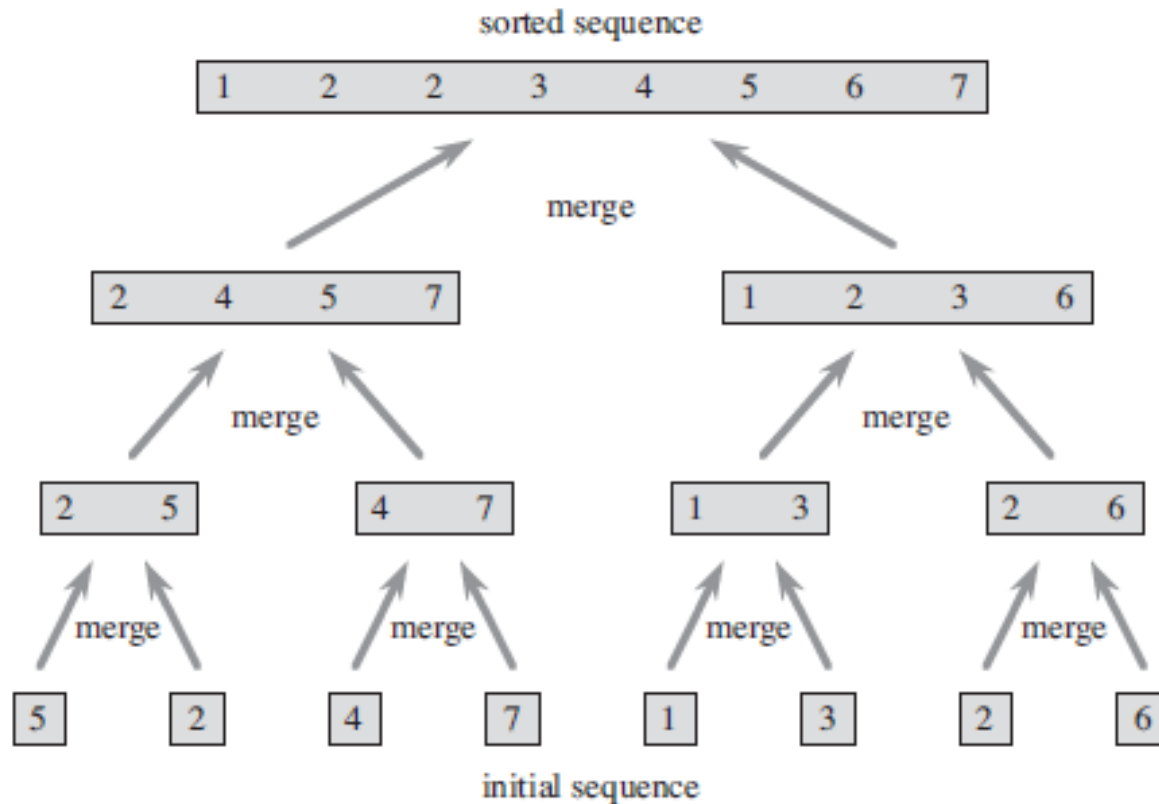 sorted sequence
1 2 2 3 4 5 6 7
merge
2 4 5 7 1 2 3 6
merge merge
2 5 4 7 1 3 2 6
merge merge merge merge
5 2 4 7 1 3 2 6
initial sequence